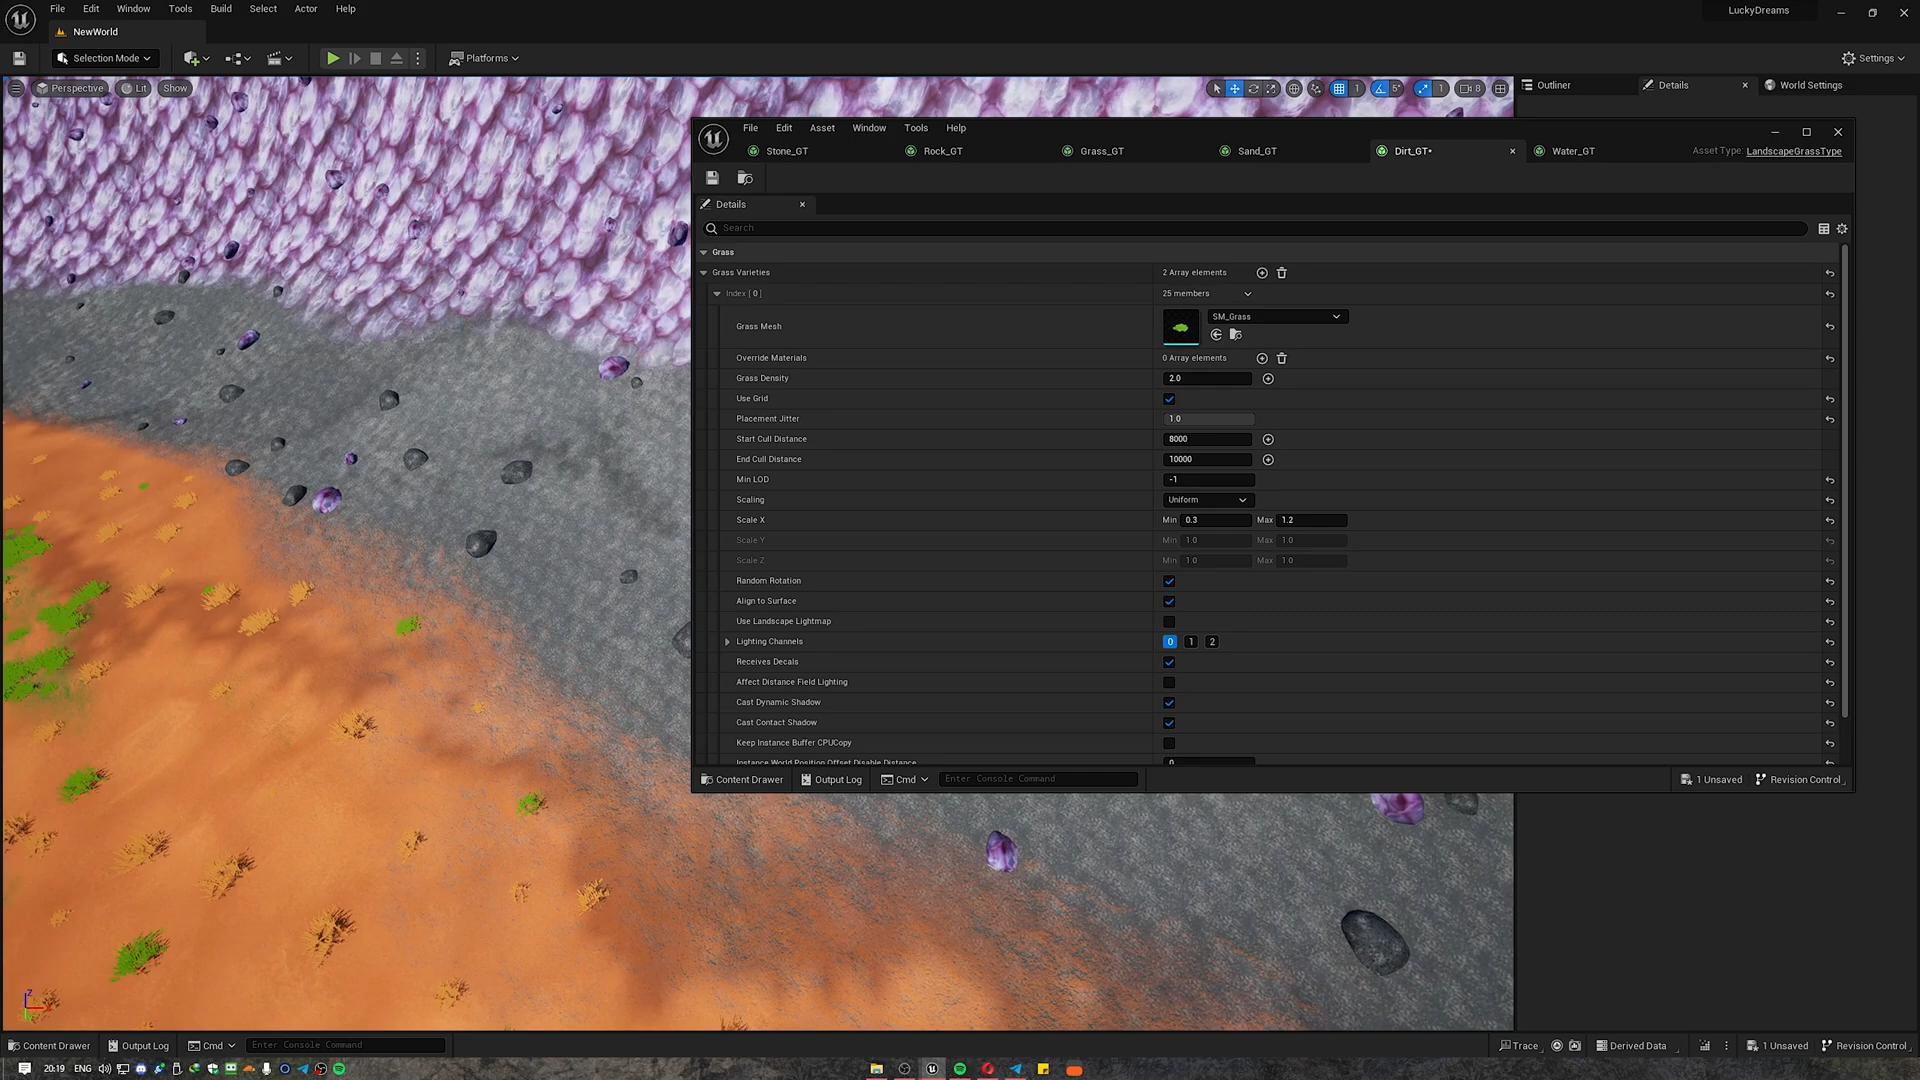 File Edit Window Tools Build Select Actor Help
LuckyDreams
NewWorld
Selection Mode
Platforms
Settings
Perspective Lit Show
1 5° 1 8
Outliner Details World Settings
File Edit Asset Window Tools Help
Stone_GT Rock_GT Grass_GT Sand_GT Dirt_GT• Water_GT
Asset Type: LandscapeGrassType
Details
Search
Grass
Grass Varieties 2 Array elements
Index [ 0 ] 25 members
Grass Mesh SM_Grass
Override Materials 0 Array elements
Grass Density 2.0
Use Grid
Placement Jitter 1.0
Start Cull Distance 8000
End Cull Distance 10000
Min LOD -1
Scaling Uniform
Scale X Min 0.3 Max 1.2
Scale Y Min 1.0 Max 1.0
Scale Z Min 1.0 Max 1.0
Random Rotation
Align to Surface
Use Landscape Lightmap
Lighting Channels 0 1 2
Receives Decals
Affect Distance Field Lighting
Cast Dynamic Shadow
Cast Contact Shadow
Keep Instance Buffer CPUCopy
Instance World Position Offset Disable Distance 0
Content Drawer Output Log Cmd Enter Console Command
1 Unsaved Revision Control
Z
Content Drawer Output Log Cmd Enter Console Command
Trace Derived Data 1 Unsaved Revision Control
20:19 ENG